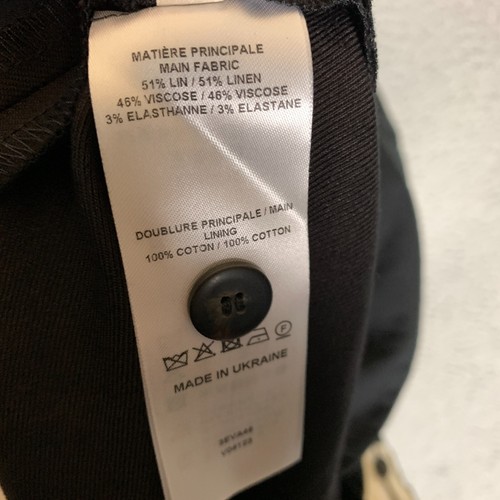 MATIÈRE PRINCIPALE
MAIN FABRIC
51% LIN / 51% LINEN
46% VISCOSE / 46% VISCOSE
3% ELASTHANNE / 3% ELASTANE
DOUBLURE PRINCIPALE / MAIN
LINING
100% COTON / 100% COTTON
F
MADE IN UKRAINE